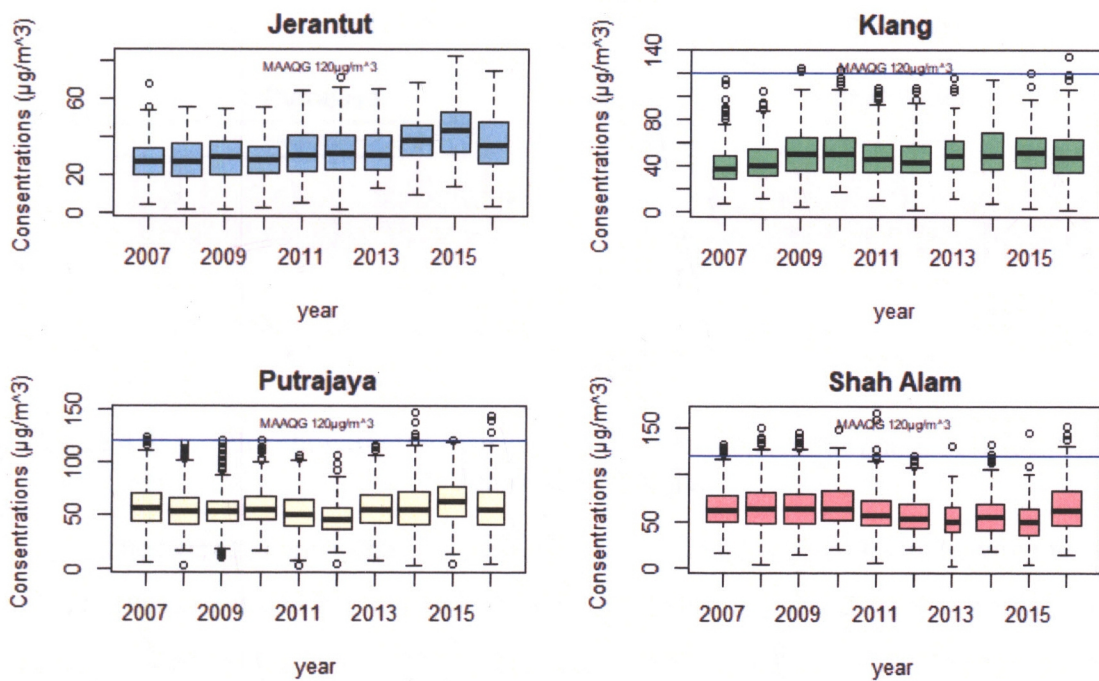 Jerantut
MAAQG 120µg/m^3
Consentrations (µg/m^3)
0 20 60
2007 2009 2011 2013 2015
year
Klang
MAAQG 120µg/m^3
Consentrations (µg/m^3)
0 40 80 140
2007 2009 2011 2013 2015
year
Putrajaya
MAAQG 120µg/m^3
Consentrations (µg/m^3)
0 50 100 150
2007 2009 2011 2013 2015
year
Shah Alam
MAAQG 120µg/m^3
Consentrations (µg/m^3)
0 50 150
2007 2009 2011 2013 2015
year